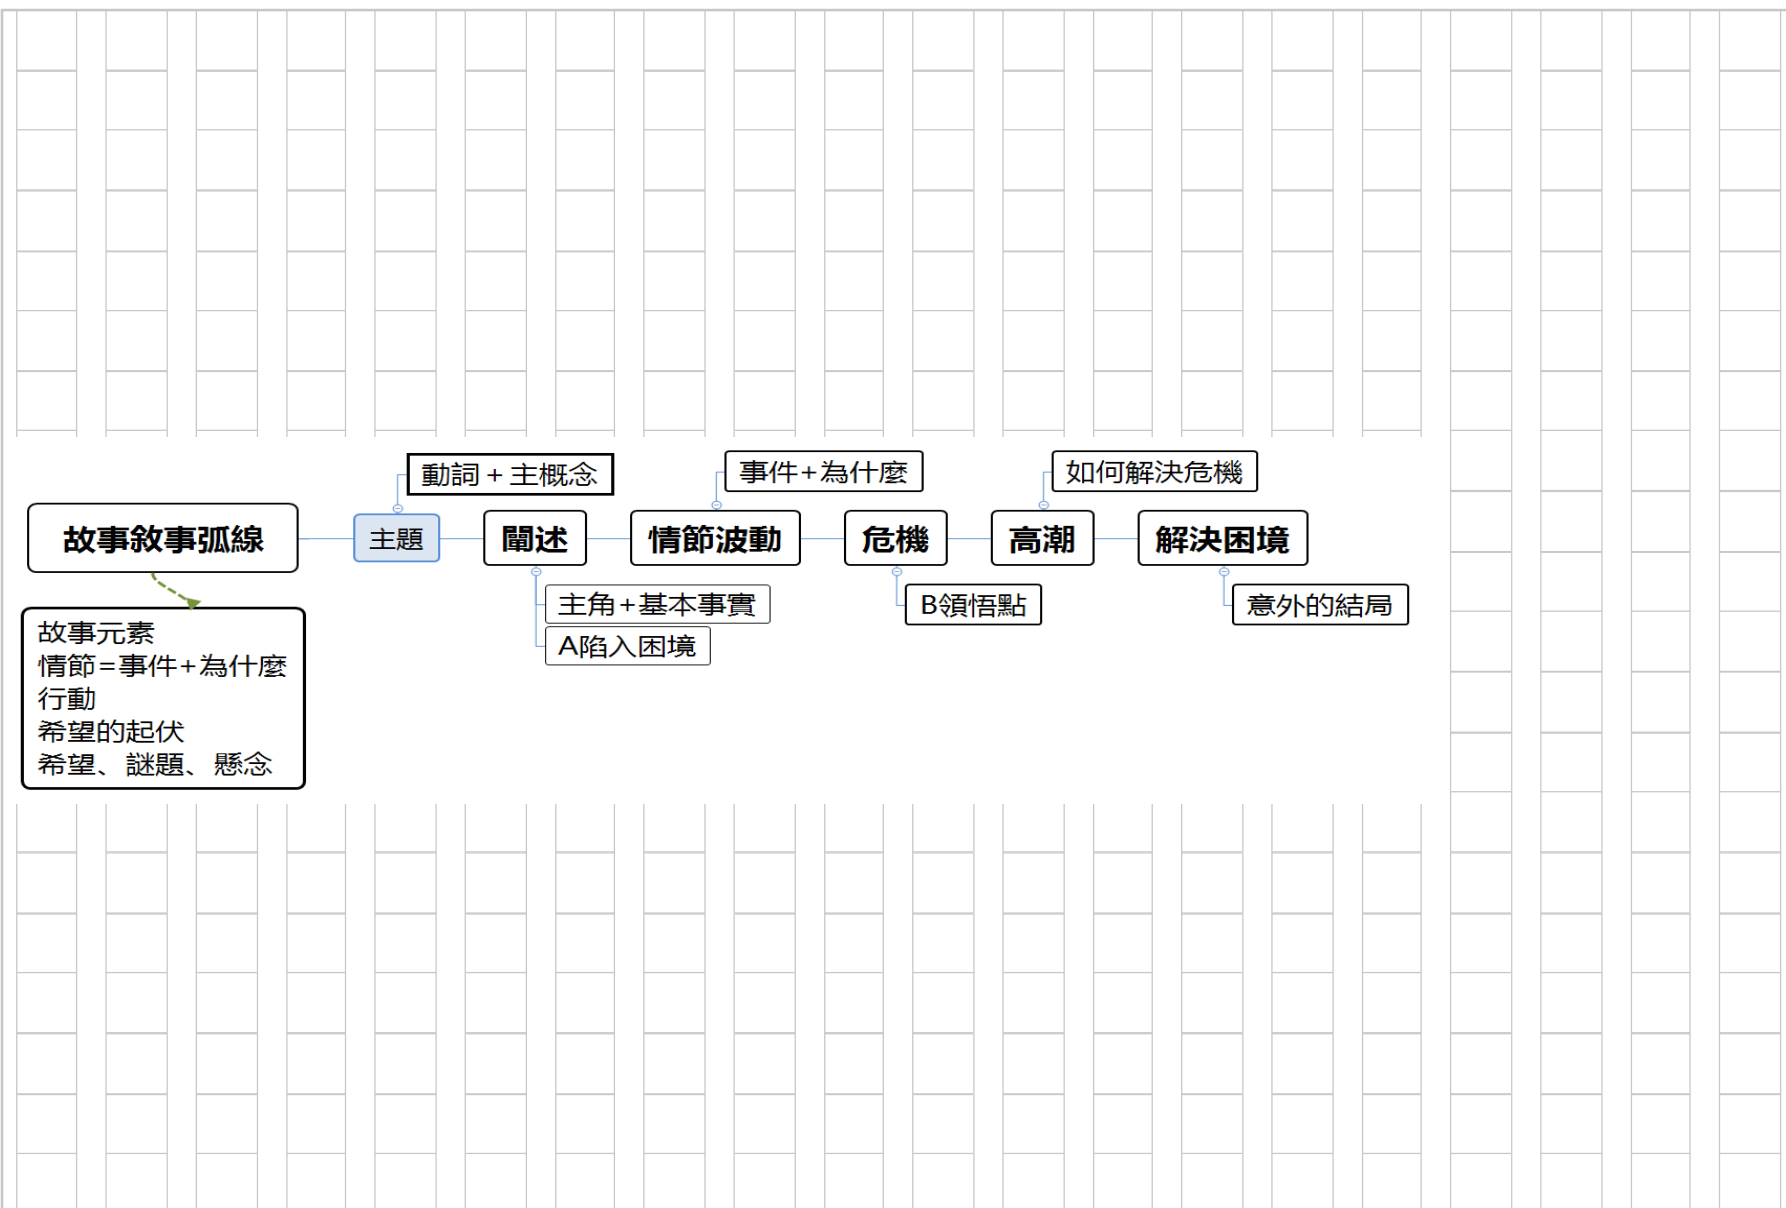 動詞 + 主概念
事件+為什麼
如何解決危機
故事敘事弧線
主題
闡述
情節波動
危機
高潮
解決困境
主角+基本事實
A陷入困境
B領悟點
意外的結局
故事元素
情節=事件+為什麼
行動
希望的起伏
希望、謎題、懸念